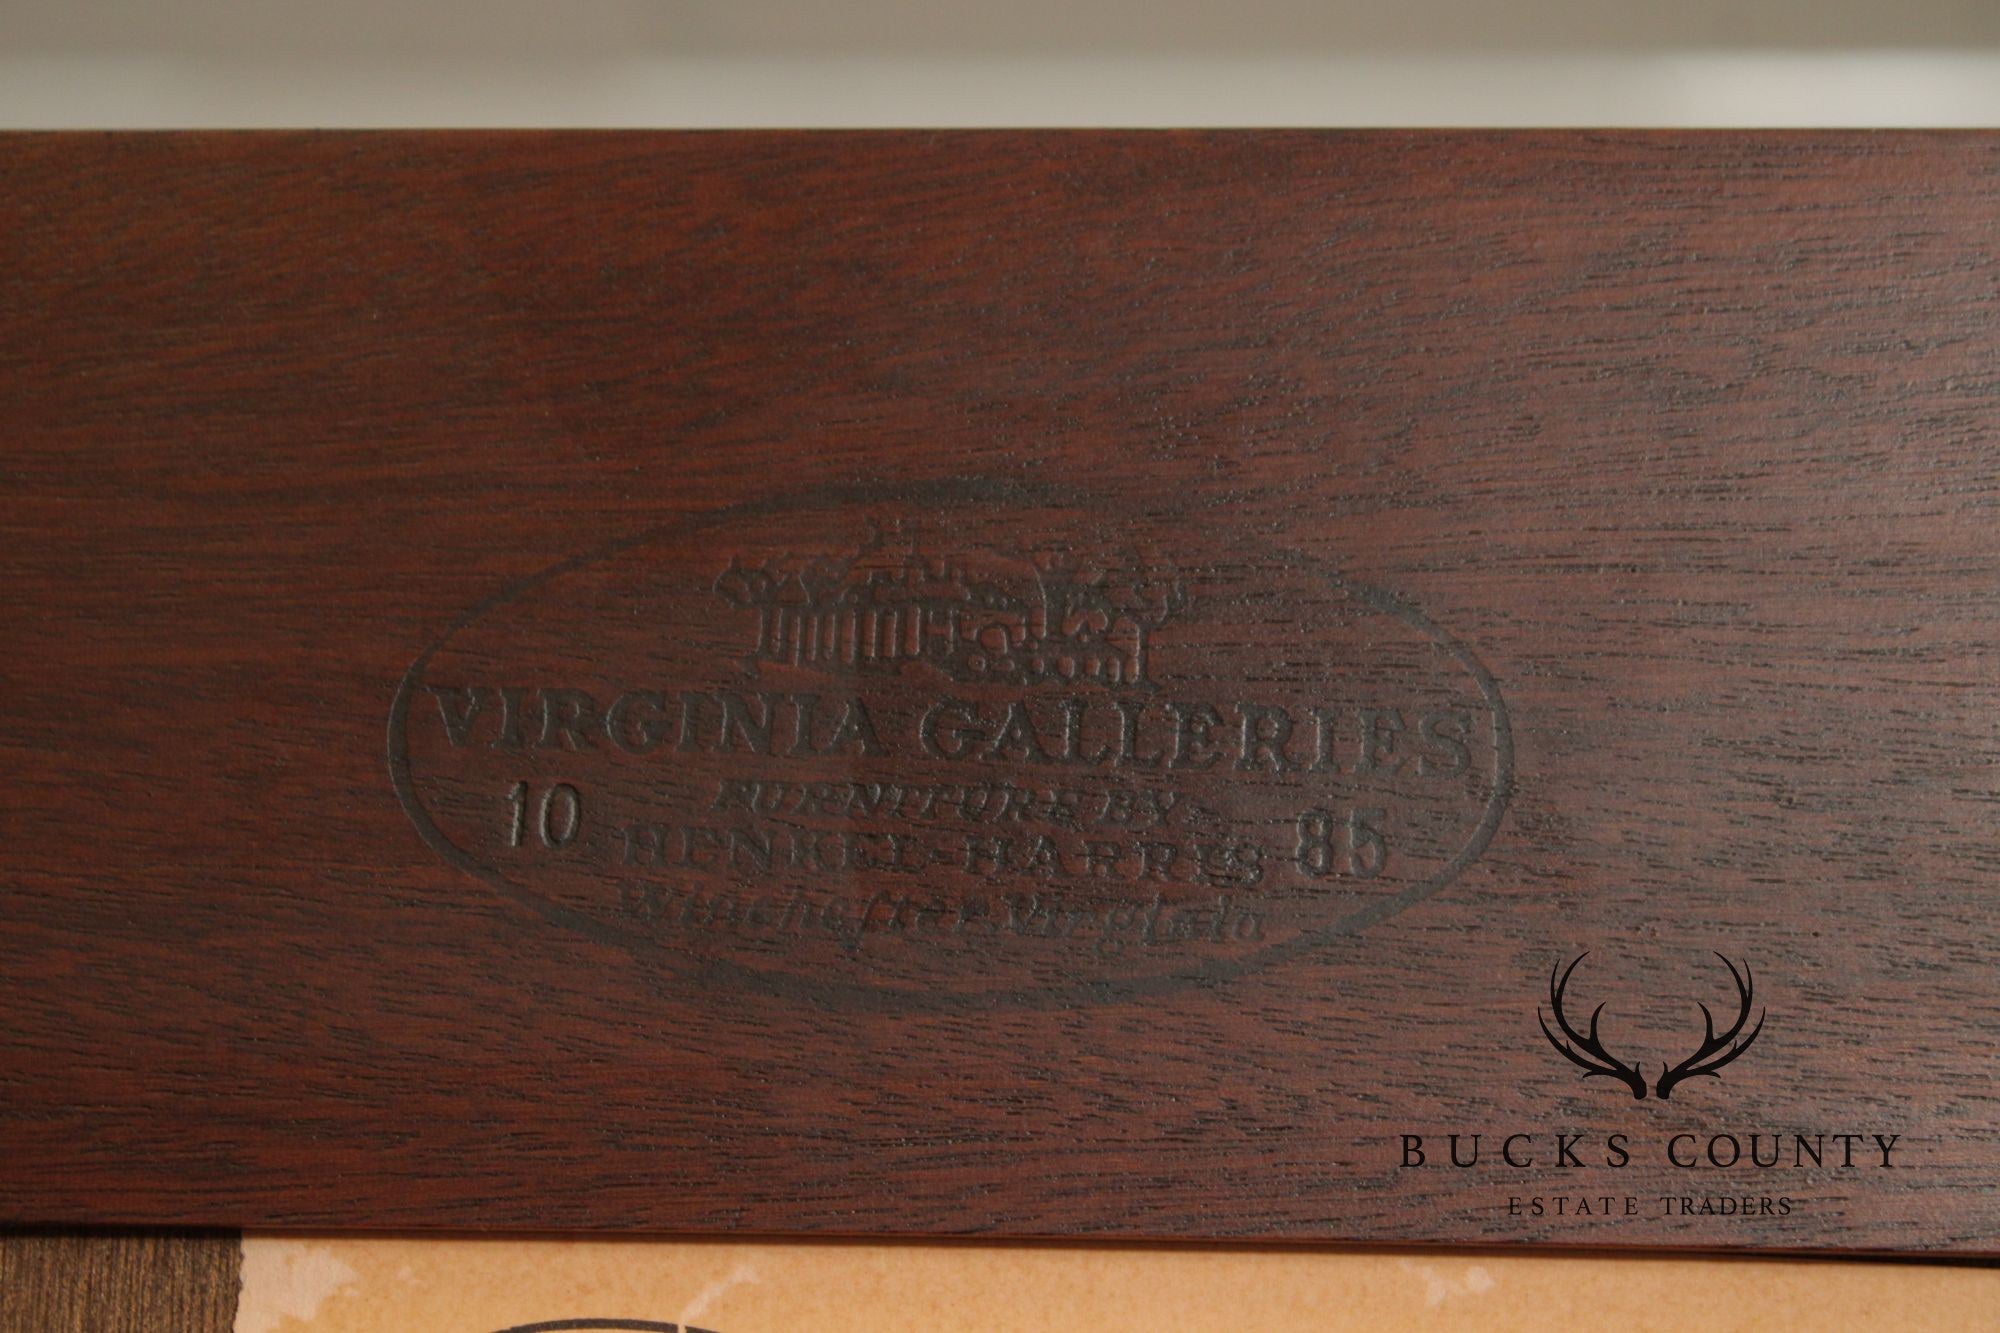 VIRGINIA GALLERIES
FURNITURE BY
10 HENKEL-HARRIS 85
Winchester, Virginia
BUCKS COUNTY
ESTATE TRADERS